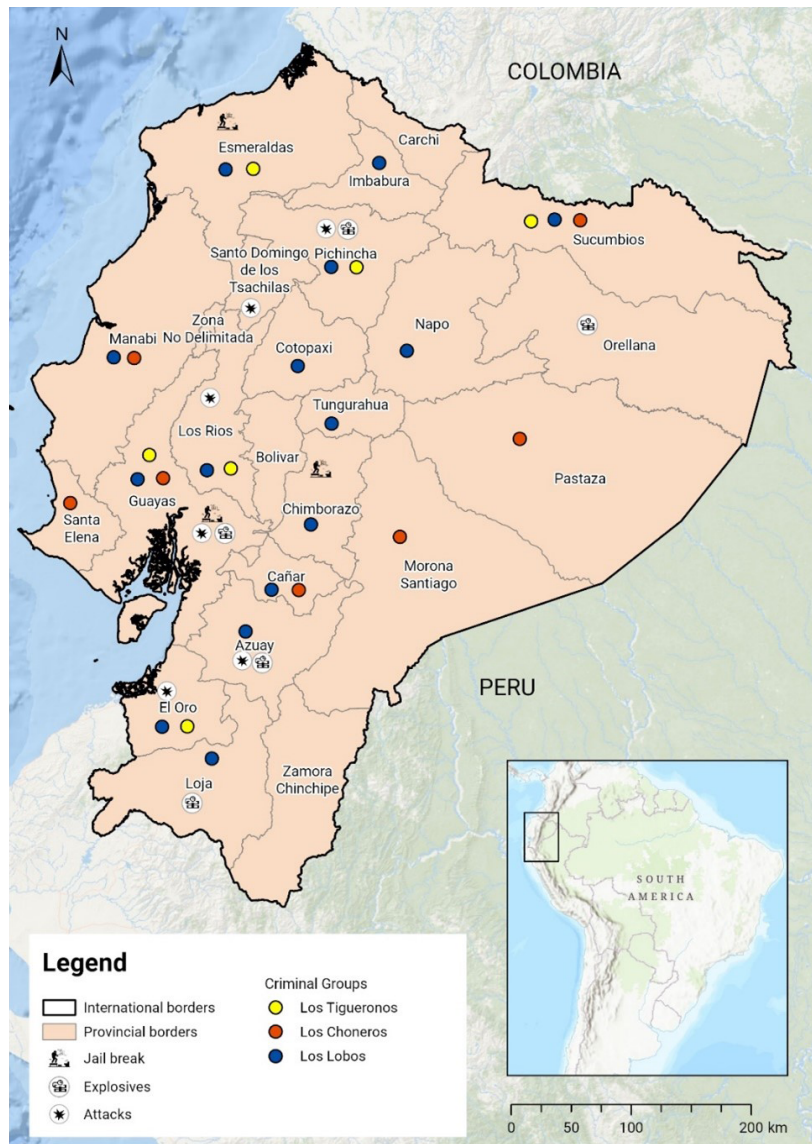 N
COLOMBIA
Carchi
Esmeraldas
Imbabura
Sucumbios
Santo Domingo
de los
Tsachilas
Pichincha
Zona
No Delimitada
Manabi
Napo
Orellana
Cotopaxi
Tungurahua
Los Rios
Bolivar
Pastaza
Guayas
Santa
Elena
Chimborazo
Morona
Santiago
Cañar
Azuay
PERU
El Oro
Loja
Zamora
Chinchipe
SOUTH
AMERICA
Legend
International borders
Provincial borders
Jail break
Explosives
Attacks
Criminal Groups
Los Tigueronos
Los Choneros
Los Lobos
0 50 100 200 km